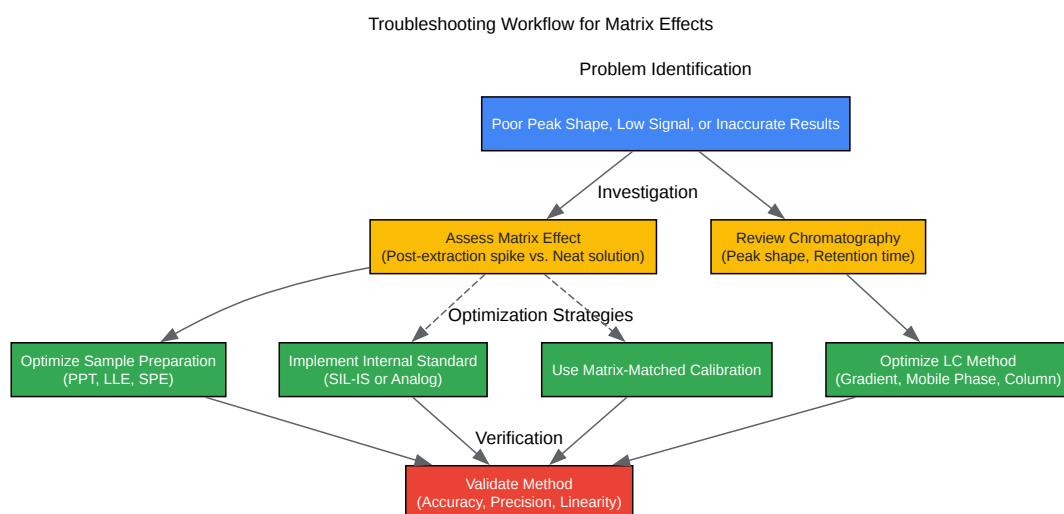 Troubleshooting Workflow for Matrix Effects
Problem Identification
Poor Peak Shape, Low Signal, or Inaccurate Results
Investigation
Assess Matrix Effect
(Post-extraction spike vs. Neat solution)
Review Chromatography
(Peak shape, Retention time)
Optimization Strategies
Optimize Sample Preparation
(PPT, LLE, SPE)
Implement Internal Standard
(SIL-IS or Analog)
Use Matrix-Matched Calibration
Optimize LC Method
(Gradient, Mobile Phase, Column)
Verification
Validate Method
(Accuracy, Precision, Linearity)